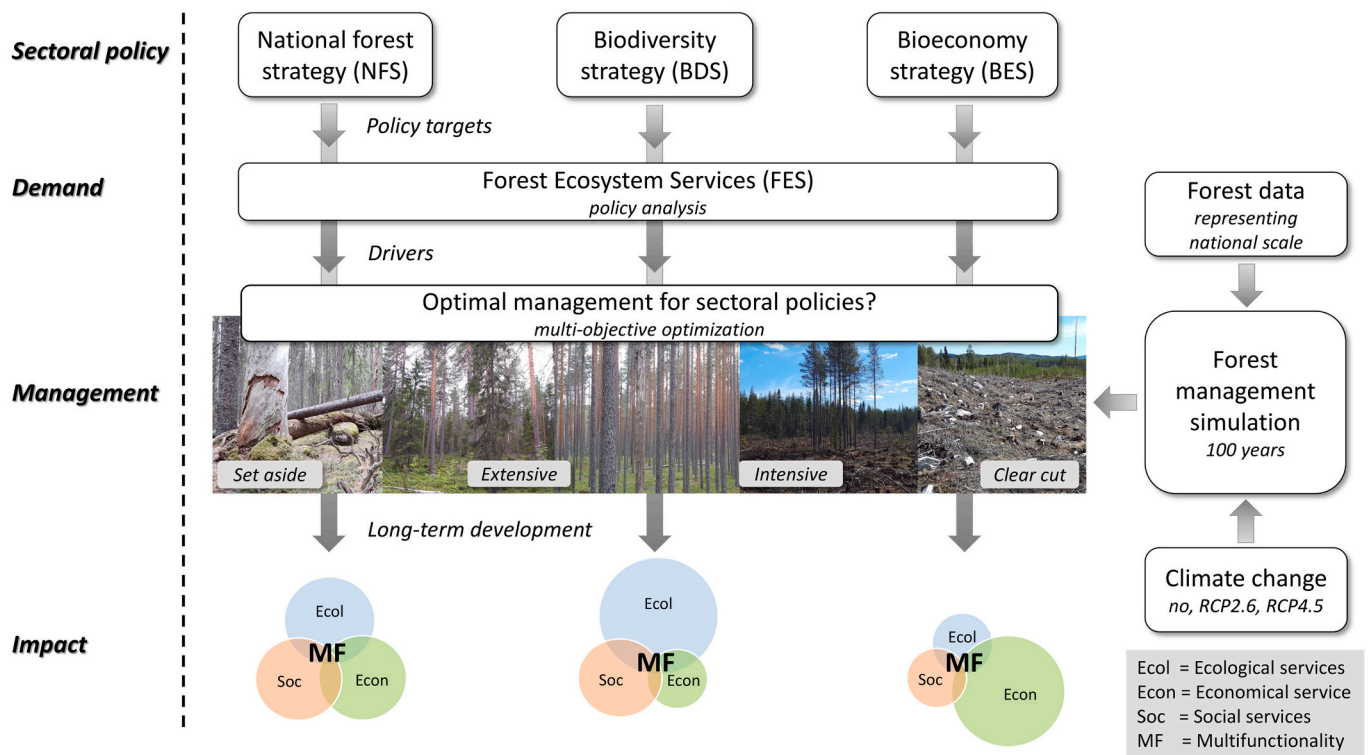 Sectoral policy
National forest
strategy (NFS)
Biodiversity
strategy (BDS)
Bioeconomy
strategy (BES)
Policy targets
Demand
Forest Ecosystem Services (FES)
policy analysis
Drivers
Optimal management for sectoral policies?
multi-objective optimization
Management
Set aside
Extensive
Intensive
Clear cut
Forest data
representing
national scale
Forest
management
simulation
100 years
Climate change
no, RCP2.6, RCP4.5
Long-term development
Impact
Ecol
MF
Soc
Econ
Ecol
MF
Soc
Econ
Ecol
MF
Soc
Econ
Ecol = Ecological services
Econ = Economical service
Soc = Social services
MF = Multifunctionality